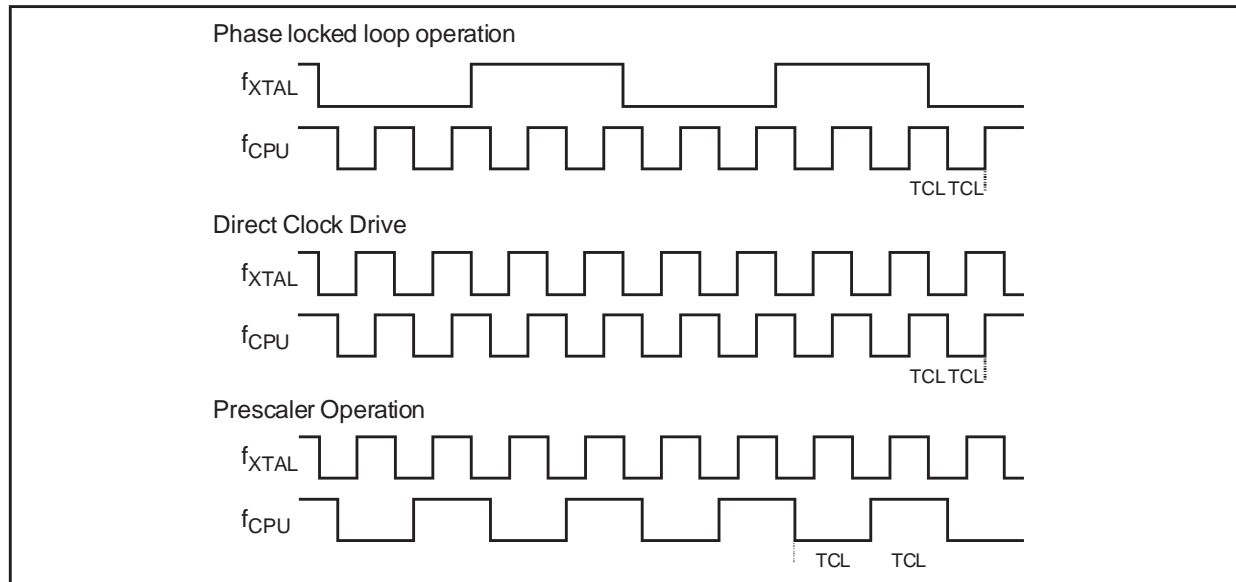 Phase locked loop operation
fXTAL
fCPU
TCL TCL
Direct Clock Drive
fXTAL
fCPU
TCL TCL
Prescaler Operation
fXTAL
fCPU
TCL TCL